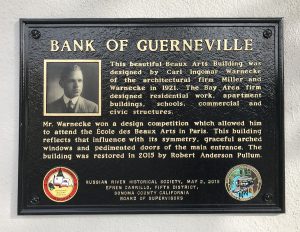 BANK OF GUERNEVILLE
This beautiful Beaux Arts Building was
designed by Carl Ingomar Warnecke
of the architectural firm Miller and
Warnecke in 1921. The Bay Area firm
designed residential work, apartment
buildings, schools, commercial and
civic structures.
Mr. Warnecke won a design competition which allowed him
to attend the École des Beaux Arts in Paris. This building
reflects that influence with its symmetry, graceful arched
windows and pedimented doors of the main entrance. The
building was restored in 2015 by Robert Anderson Pullum.
RUSSIAN RIVER HISTORICAL SOCIETY, MAY 2, 2015
EFREN CARRILLO, FIFTH DISTRICT,
SONOMA COUNTY CALIFORNIA
BOARD OF SUPERVISORS